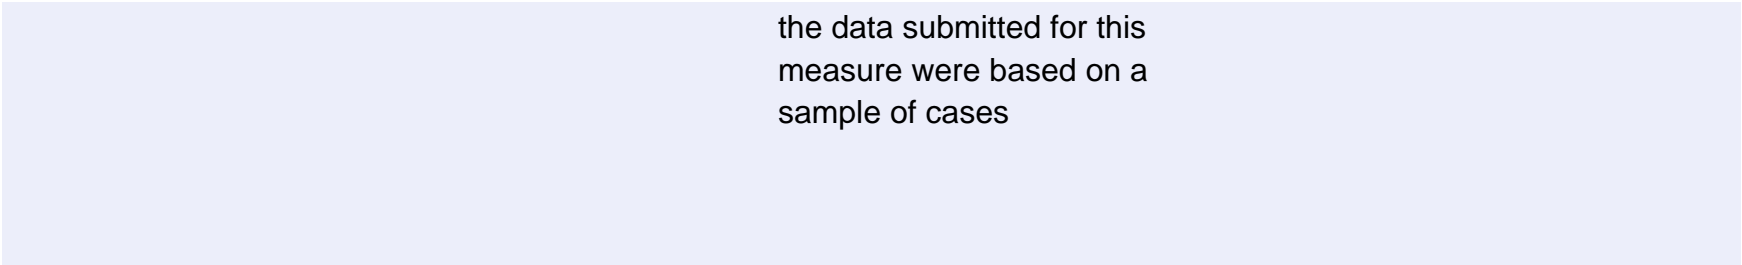 the data submitted for this
measure were based on a
sample of cases